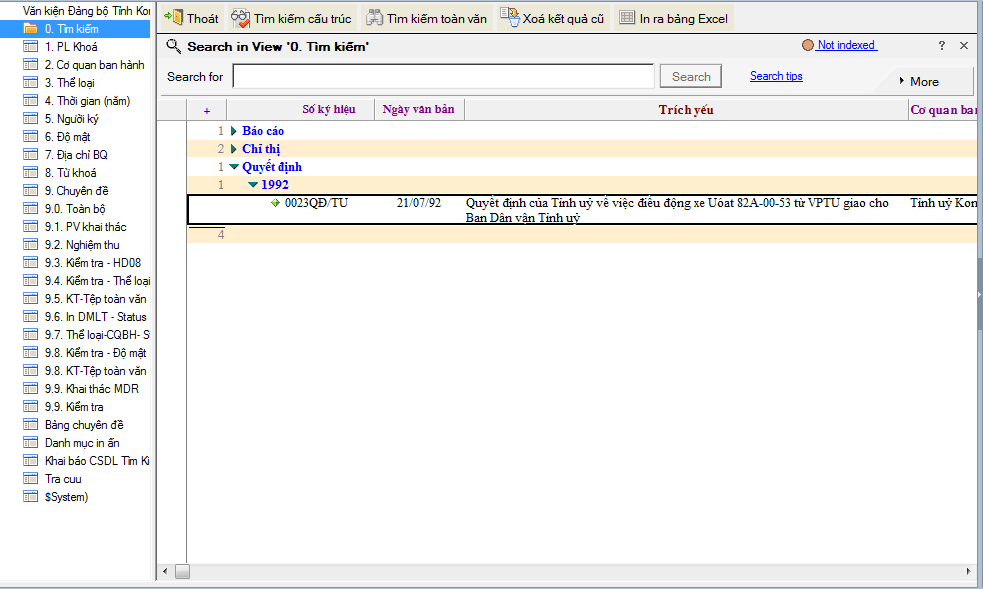 Văn kiện Đảng bộ Tỉnh Kon
0. Tìm kiếm
1. PL Khoá
2. Cơ quan ban hành
3. Thể loại
4. Thời gian (năm)
5. Người ký
6. Độ mật
7. Địa chỉ BQ
8. Từ khoá
9. Chuyên đề
9.0. Toàn bộ
9.1. PV khai thác
9.2. Nghiệm thu
9.3. Kiểm tra - HD08
9.4. Kiểm tra - Thể loại
9.5. KT-Tệp toàn văn
9.6. In DMLT - Status
9.7. Thể loại-CQBH- S
9.8. Kiểm tra - Độ mật
9.8. KT-Tệp toàn văn
9.9. Khai thác MDR
9.9. Kiểm tra
Bảng chuyên đề
Danh mục in ấn
Khai báo CSDL Tìm Ki
Tra cuu
$System)
Thoát Tìm kiếm cấu trúc Tìm kiếm toàn văn Xoá kết quả cũ In ra bảng Excel
Search in View '0. Tìm kiếm' Not indexed ? ×
Search for Search Search tips More
+ Số ký hiệu Ngày văn bản Trích yếu Cơ quan ban
1 Báo cáo
2 Chỉ thị
1 Quyết định
1 1992
0023QĐ/TU 21/07/92 Quyết định của Tỉnh uỷ về việc điều động xe Uóat 82A-00-53 từ VPTU giao cho Tỉnh uỷ Kon
Ban Dân vận Tỉnh uỷ
4